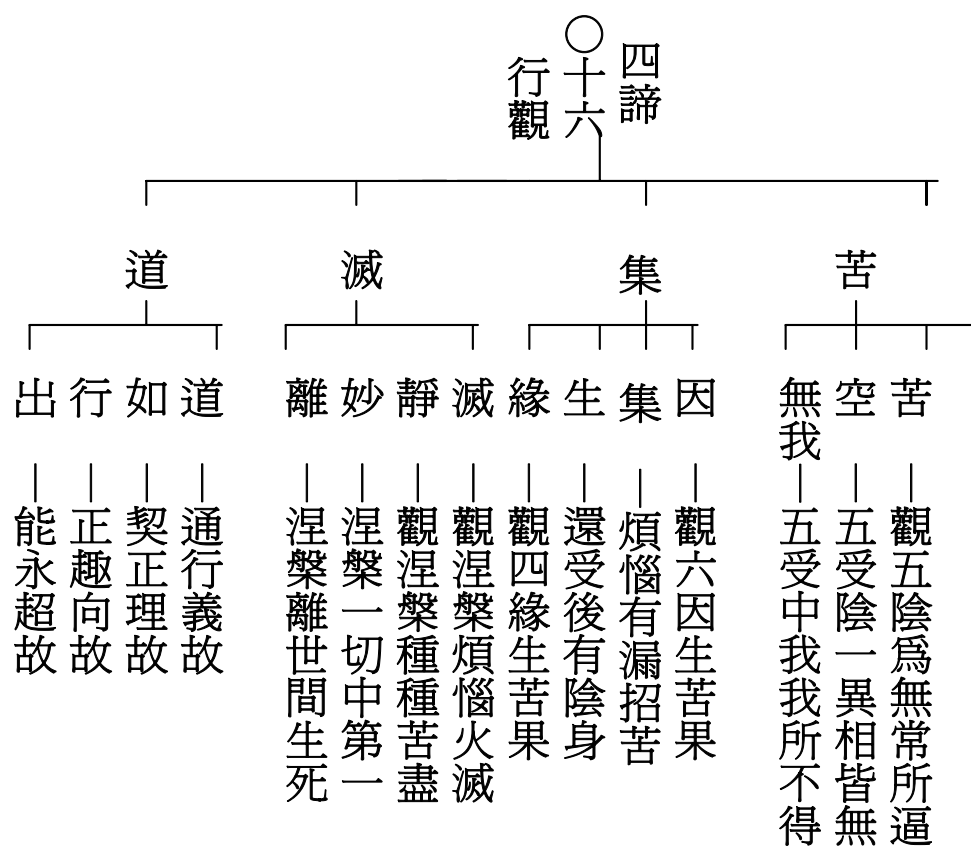 四諦
○十六
行觀
苦
集
滅
道
苦
空
無我
因
集
生
緣
滅
靜
妙
離
道
如
行
出
觀五陰爲無常所逼
五受陰一異相皆無
五受中我我所不得
觀六因生苦果
煩惱有漏招苦
還受後有陰身
觀四緣生苦果
觀涅槃煩惱火滅
觀涅槃種種苦盡
涅槃一切中第一
涅槃離世間生死
通行義故
契正理故
正趣向故
能永超故